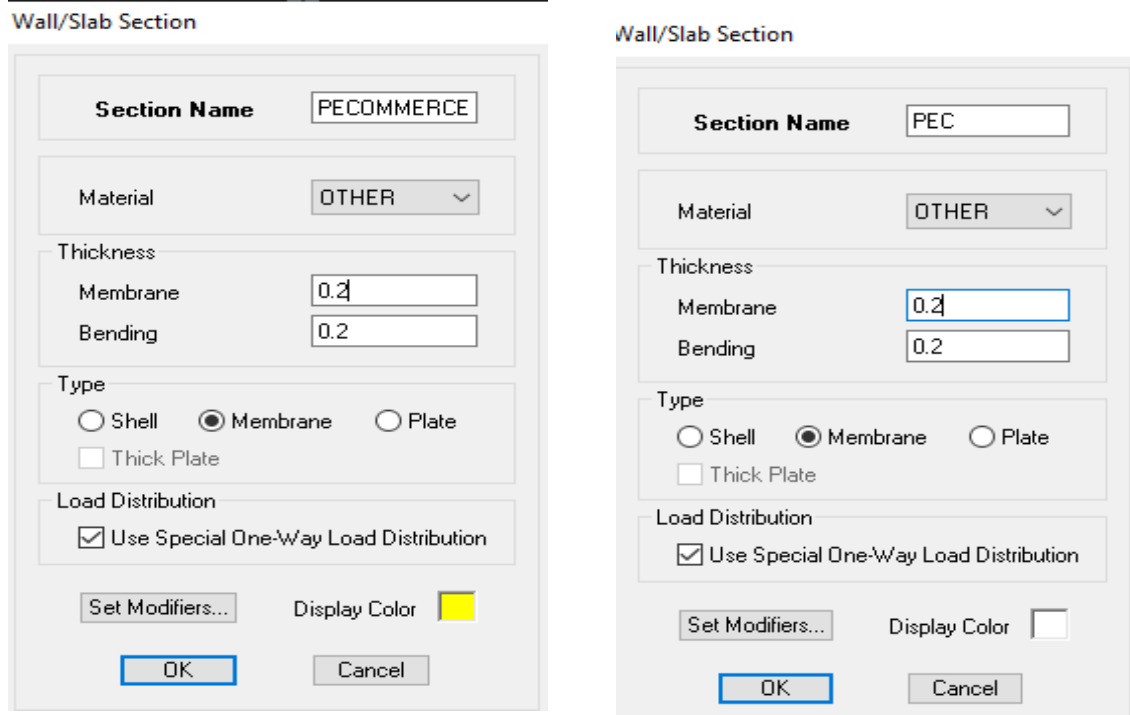 Wall/Slab Section
Section Name PECOMMERCE
Material OTHER
Thickness
Membrane 0.2
Bending 0.2
Type
Shell Membrane Plate
Thick Plate
Load Distribution
Use Special One-Way Load Distribution
Set Modifiers... Display Color
OK Cancel
Wall/Slab Section
Section Name PEC
Material OTHER
Thickness
Membrane 0.2
Bending 0.2
Type
Shell Membrane Plate
Thick Plate
Load Distribution
Use Special One-Way Load Distribution
Set Modifiers... Display Color
OK Cancel